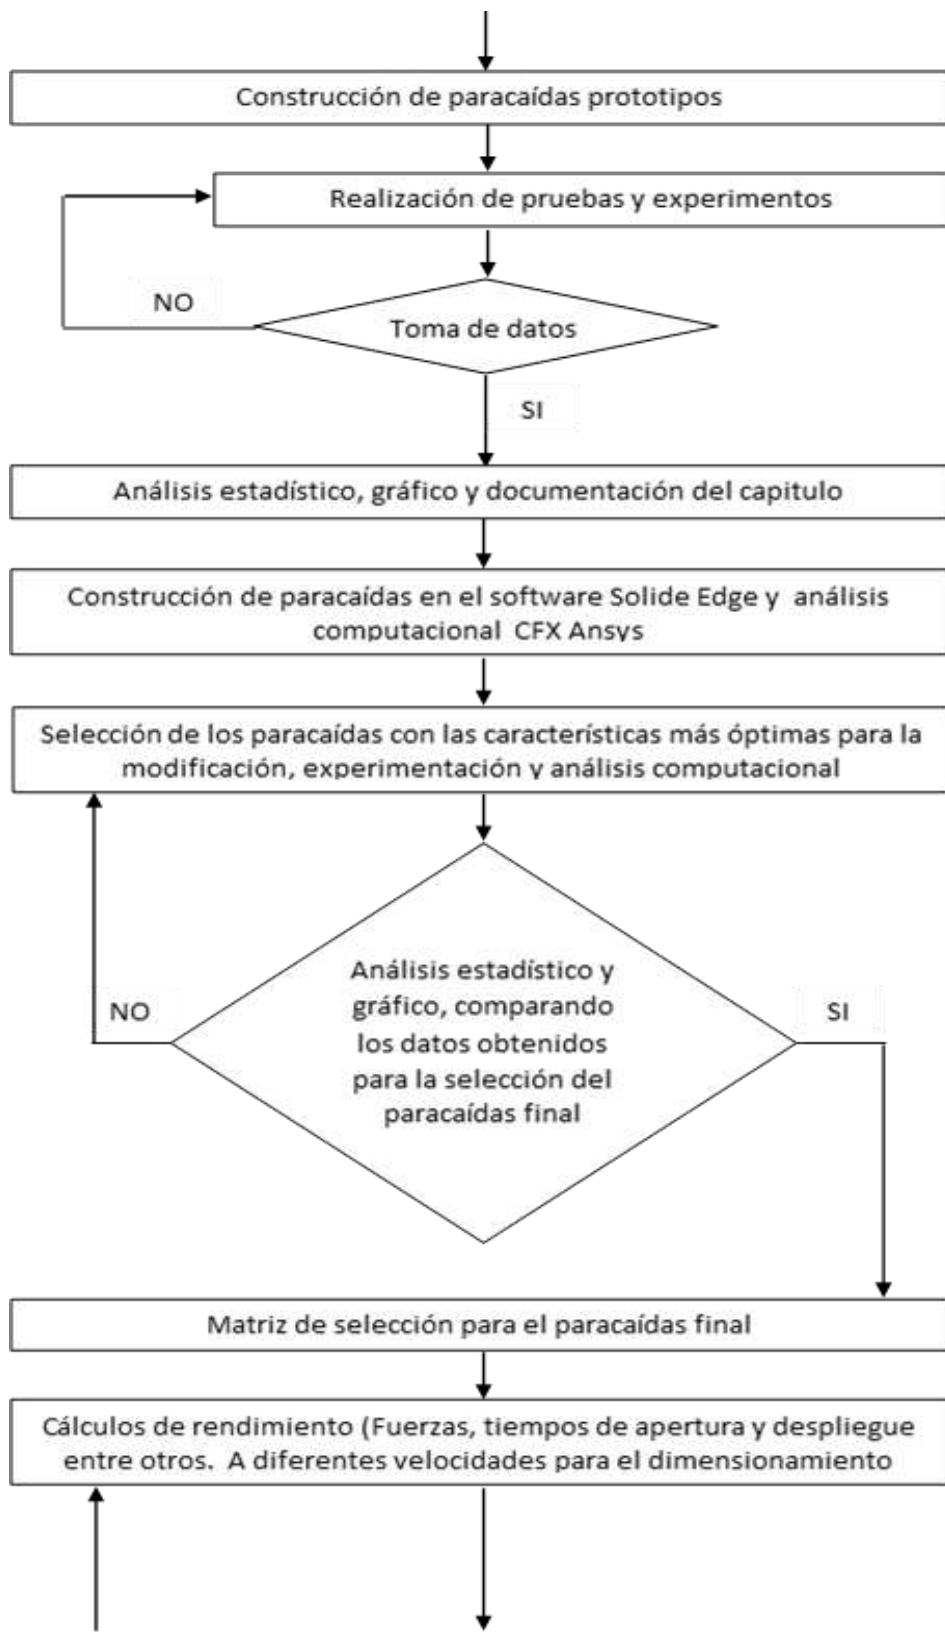 Construcción de paracaídas prototipos
Realización de pruebas y experimentos
NO
Toma de datos
SI
Análisis estadístico, gráfico y documentación del capitulo
Construcción de paracaídas en el software Solide Edge y análisis
computacional CFX Ansys
Selección de los paracaídas con las características más óptimas para la
modificación, experimentación y análisis computacional
Análisis estadístico y
gráfico, comparando
los datos obtenidos
para la selección del
paracaídas final
NO
SI
Matriz de selección para el paracaídas final
Cálculos de rendimiento (Fuerzas, tiempos de apertura y despliegue
entre otros. A diferentes velocidades para el dimensionamiento